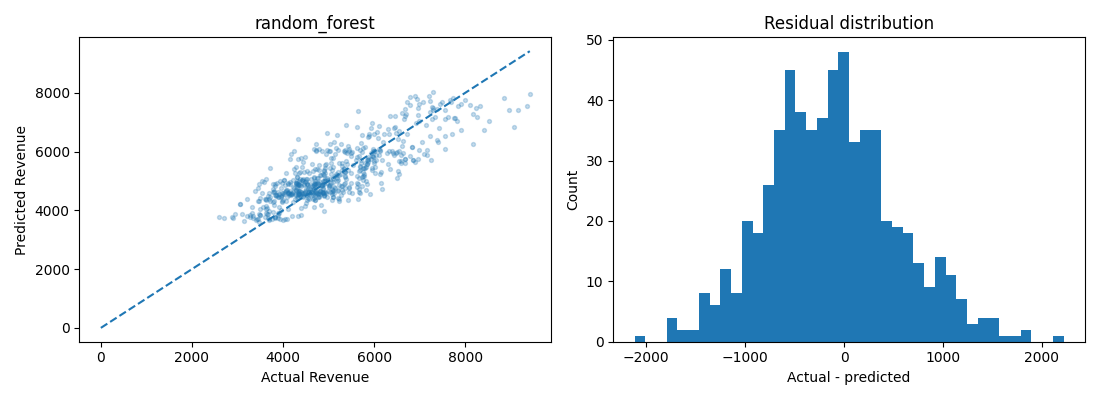 random_forest
Predicted Revenue
8000
6000
4000
2000
0
0 2000 4000 6000 8000
Actual Revenue
Residual distribution
Count
50
40
30
20
10
0
−2000 −1000 0 1000 2000
Actual - predicted